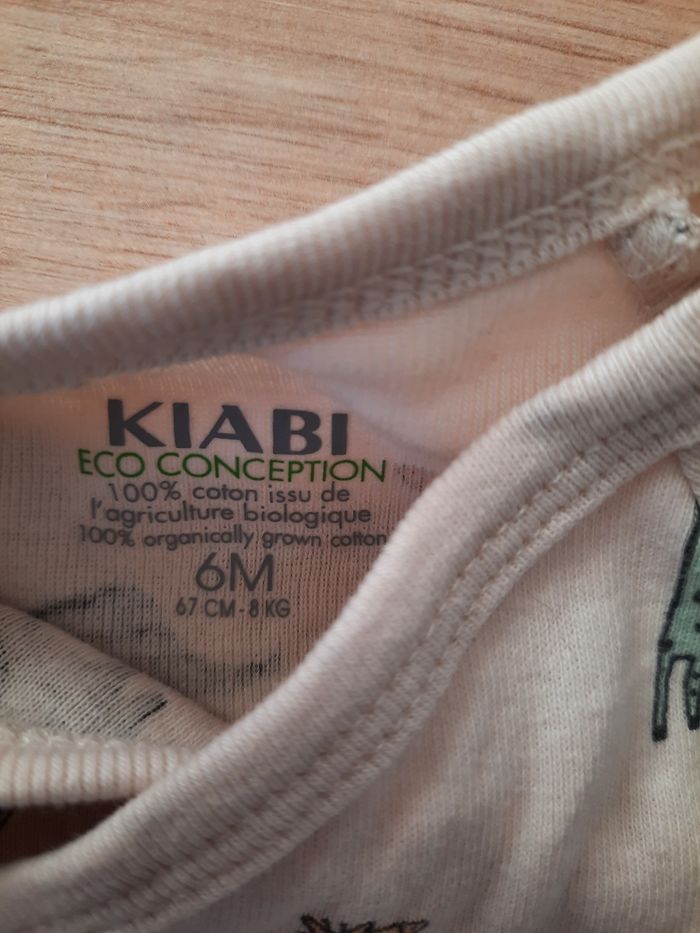 KIABI
ECO CONCEPTION
100% coton issu de
l'agriculture biologique
100% organically grown cotton
6M
67 CM - 8 KG